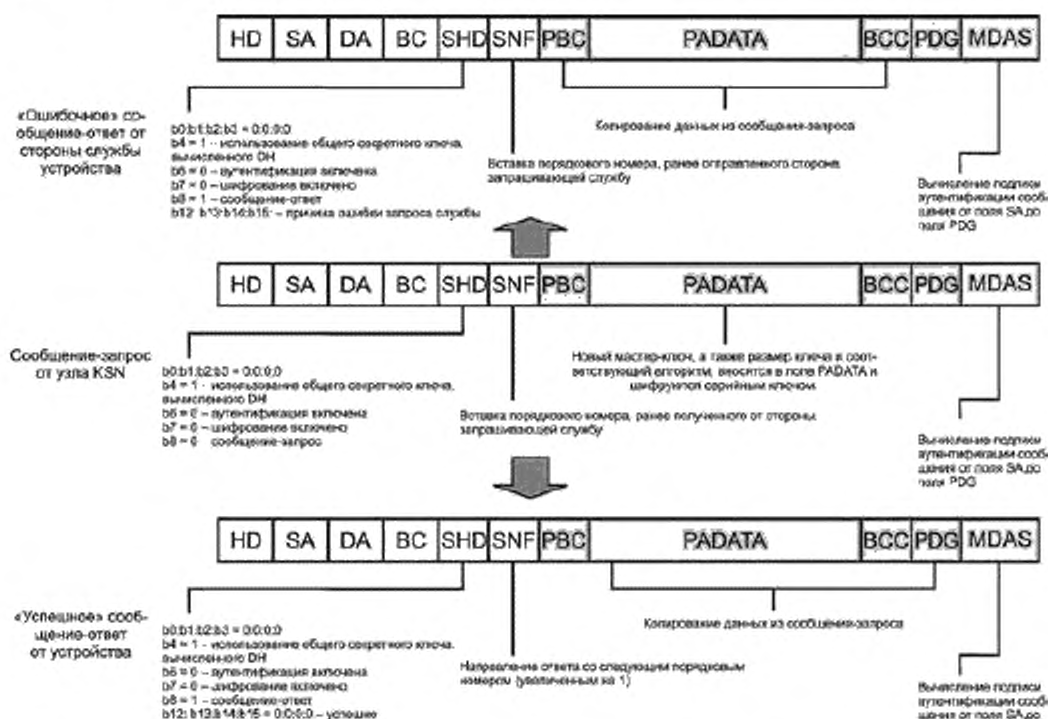 HD SA DA BC SHD SNF PBC PADATA BCC PDG MDAS
«Ошибочное» со-
общение-ответ от
стороны службы
устройства
b0:b1:b2:b3 = 0:0:0:0
b4 = 1 - использование общего секретного ключа,
вычисленного DH
b6 = 0 – аутентификация включена
b7 = 0 – шифрование включено
b8 = 1 – сообщение-ответ
b12: b13:b14:b15: – причина ошибки запроса службы
Вставка порядкового номера, ранее отправленного стороне,
запрашивающей службу
Копирование данных из сообщения-запроса
Вычисление подписи
аутентификации сооб-
щения от поля SA до
поля PDG
HD SA DA BC SHD SNF PBC PADATA BCC PDG MDAS
Сообщение-запрос
от узла KSN
b0:b1:b2:b3 = 0:0:0:0
b4 = 1 - использование общего секретного ключа,
вычисленного DH
b6 = 0 – аутентификация включена
b7 = 0 – шифрование включено
b8 = 0 сообщение-запрос
Вставка порядкового номера, ранее полученного от стороны,
запрашивающей службу
Новый мастер-ключ, а также размер ключа и соот-
ветствующий алгоритм, вносятся в поле PADATA и
шифруются серийным ключом
Вычисление подписи
аутентификации сооб-
щения от поля SA до
поля PDG
HD SA DA BC SHD SNF PBC PADATA BCC PDG MDAS
«Успешное» сооб-
щение-ответ
от устройства
b0:b1:b2:b3 = 0:0:0:0
b4 = 1 - использование общего секретного ключа,
вычисленного DH
b6 = 0 – аутентификация включена
b7 = 0 – шифрование включено
b8 = 1 – сообщение-ответ
b12: b13:b14:b15 = 0:0:0:0 – успешно
Направление ответа со следующим порядковым
номером (увеличенным на 1)
Копирование данных из сообщения-запроса
Вычисление подписи
аутентификации сооб-
щения от поля SA до